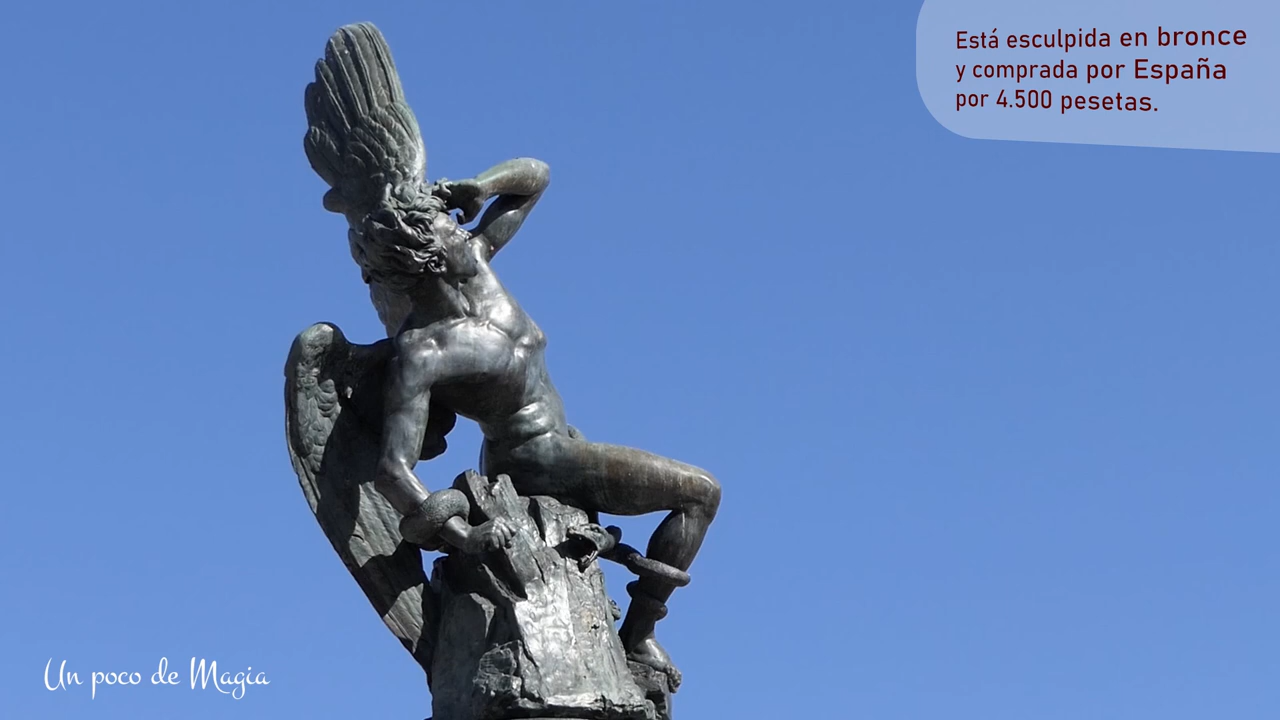 Está esculpida en bronce
y comprada por España
por 4.500 pesetas.
Un poco de Magia